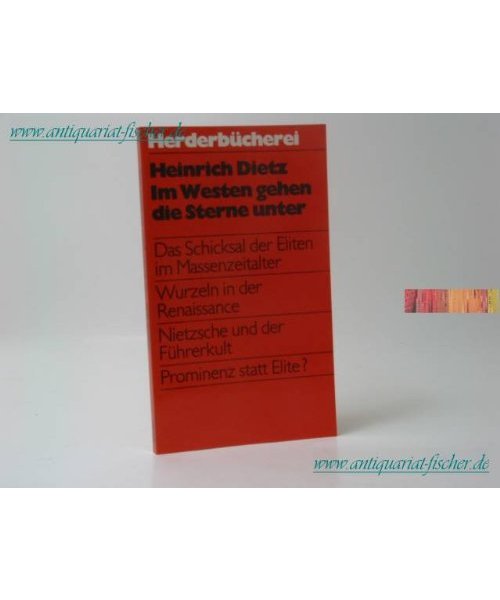 www.antiquariat-fischer.de
Herderbücherei
Heinrich Dietz
Im Westen gehen
die Sterne unter
Das Schicksal der Eliten
im Massenzeitalter
Wurzeln in der
Renaissance
Nietzsche und der
Führerkult
Prominenz statt Elite?
www.antiquariat-fischer.de